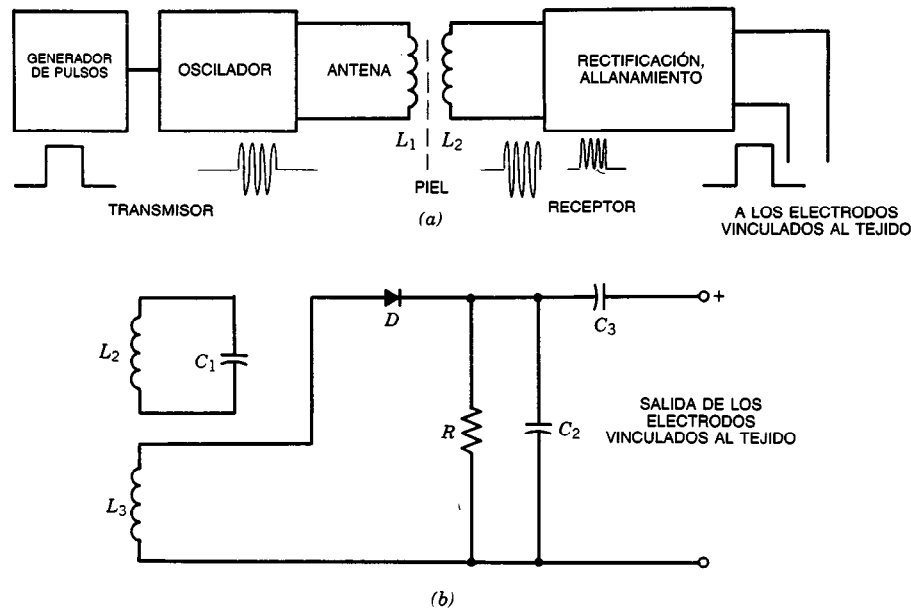 GENERADOR
DE PULSOS
OSCILADOR
ANTENA
RECTIFICACIÓN,
ALLANAMIENTO
L1
L2
PIEL
TRANSMISOR
(a)
RECEPTOR
A LOS ELECTRODOS
VINCULADOS AL TEJIDO
L2
C1
D
C3
+
R
C2
SALIDA DE LOS
ELECTRODOS
VINCULADOS AL TEJIDO
L3
(b)